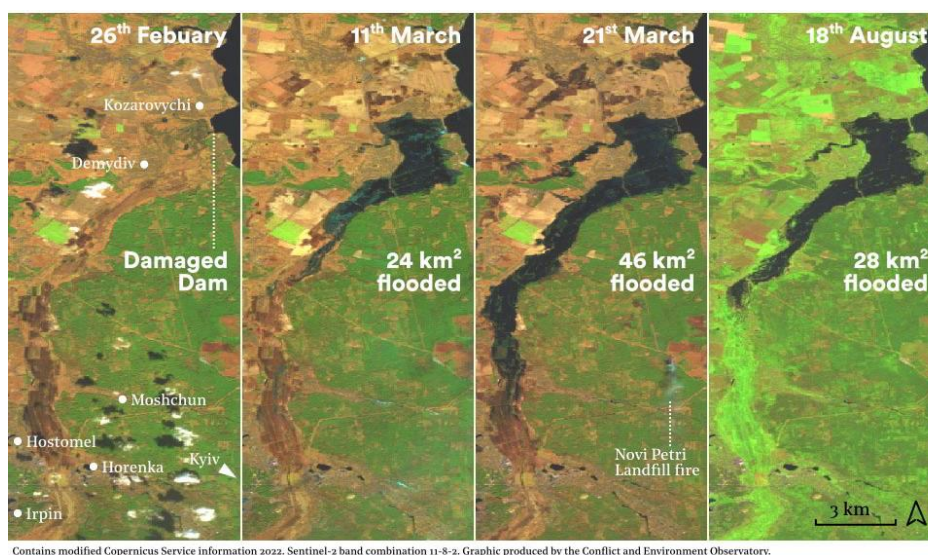 26th Febuary
Kozarovychi
Demydiv
Damaged
Dam
Moshchun
Hostomel
Horenka
Kyiv
Irpin
11th March
24 km²
flooded
21st March
46 km²
flooded
Novi Petri
Landfill fire
18th August
28 km²
flooded
3 km
Contains modified Copernicus Service information 2022. Sentinel-2 band combination 11-8-2. Graphic produced by the Conflict and Environment Observatory.